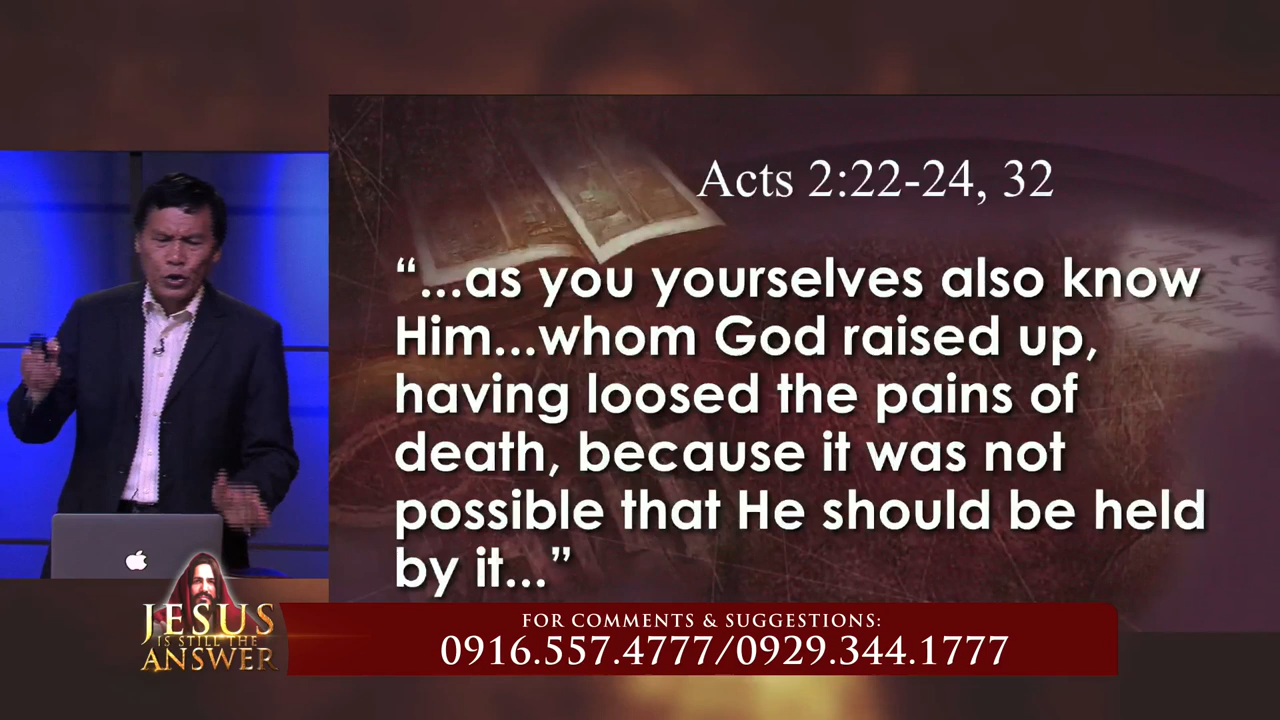 Acts 2:22-24, 32
“...as you yourselves also know
Him...whom God raised up,
having loosed the pains of
death, because it was not
possible that He should be held
by it...”
JESUS
IS STILL THE
ANSWER
FOR COMMENTS & SUGGESTIONS:
0916.557.4777/0929.344.1777